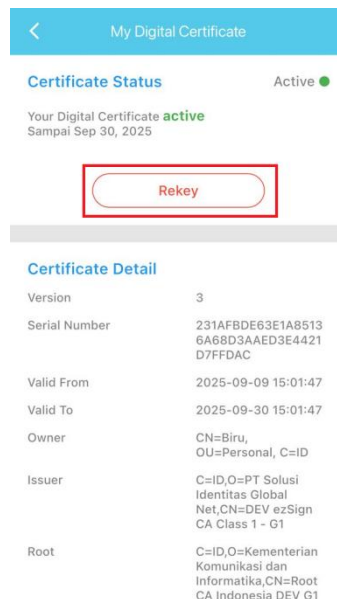 My Digital Certificate
Certificate Status Active
Your Digital Certificate active
Sampai Sep 30, 2025
Rekey
Certificate Detail
Version 3
Serial Number 231AFBDE63E1A8513
6A68D3AAED3E4421
D7FFDAC
Valid From 2025-09-09 15:01:47
Valid To 2025-09-30 15:01:47
Owner CN=Biru,
OU=Personal, C=ID
Issuer C=ID,O=PT Solusi
Identitas Global
Net,CN=DEV ezSign
CA Class 1 - G1
Root C=ID,O=Kementerian
Komunikasi dan
Informatika,CN=Root
CA Indonesia DEV G1